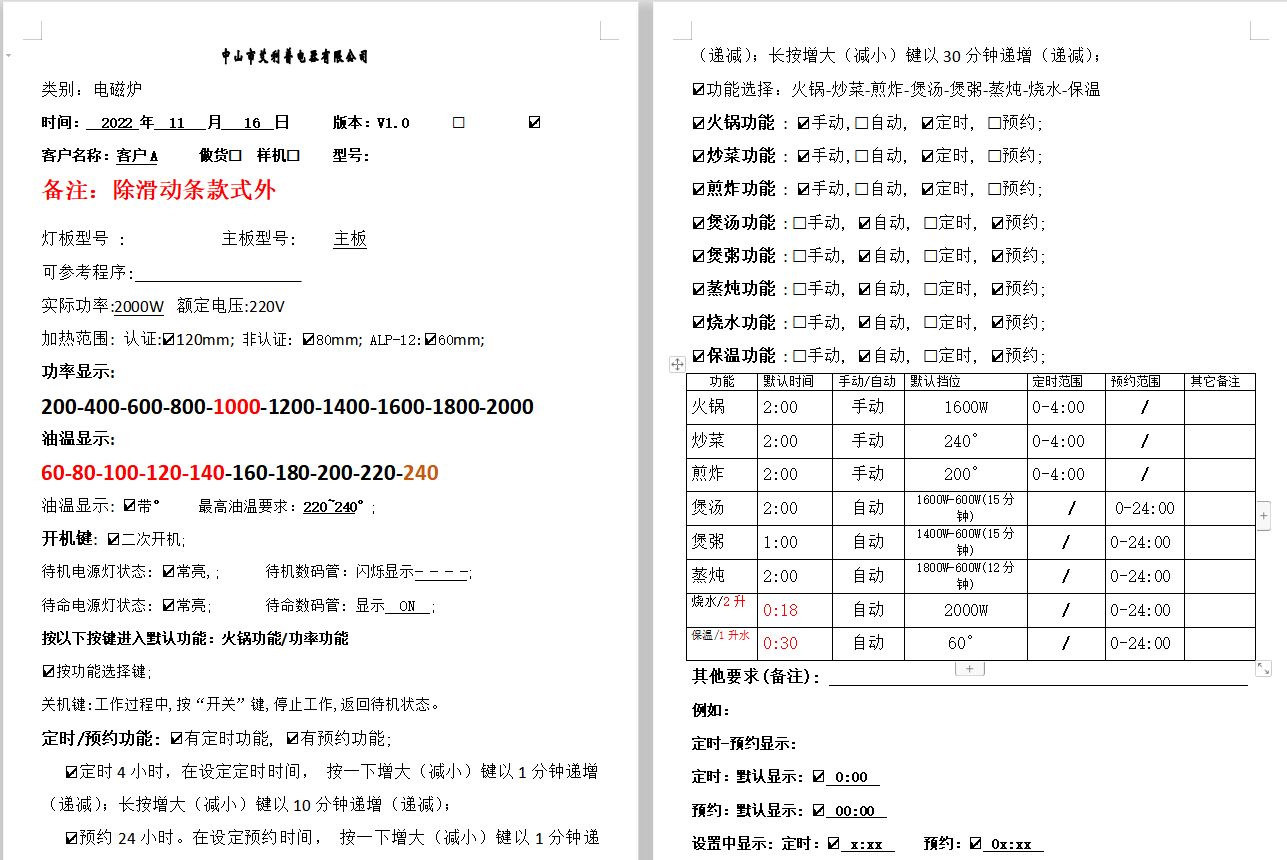 中山市艾利普电器有限公司
类别：电磁炉
时间： 2022 年 11 月 16 日 版本：V1.0 ☐ ☑
客户名称：客户A 做货☐ 样机☐ 型号：
备注：除滑动条款式外
灯板型号 ： 主板型号： 主板
可参考程序:
实际功率:2000W 额定电压:220V
加热范围：认证:☑120mm; 非认证：☑80mm; ALP-12:☑60mm;
功率显示：
200-400-600-800-1000-1200-1400-1600-1800-2000
油温显示：
60-80-100-120-140-160-180-200-220-240
油温显示：☑带° 最高油温要求：220~240°；
开机键：☑二次开机;
待机电源灯状态：☑常亮,； 待机数码管：闪烁显示－－－－;
待命电源灯状态：☑常亮; 待命数码管：显示 ON ;
按以下按键进入默认功能：火锅功能/功率功能
☑按功能选择键;
关机键:工作过程中,按“开关”键,停止工作,返回待机状态。
定时/预约功能：☑有定时功能，☑有预约功能;
☑定时 4 小时，在设定定时时间， 按一下增大（减小）键以 1 分钟递增
（递减）；长按增大（减小）键以 10 分钟递增（递减）；
☑预约 24 小时。在设定预约时间， 按一下增大（减小）键以 1 分钟递
（递减）；长按增大（减小）键以 30 分钟递增（递减）；
☑功能选择：火锅-炒菜-煎炸-煲汤-煲粥-蒸炖-烧水-保温
☑火锅功能 ：☑手动,☐自动，☑定时，☐预约;
☑炒菜功能 ：☑手动,☐自动，☑定时，☐预约;
☑煎炸功能 ：☑手动,☐自动，☑定时，☐预约;
☑煲汤功能 ：☐手动，☑自动，☐定时，☑预约;
☑煲粥功能 ：☐手动，☑自动，☐定时，☑预约;
☑蒸炖功能 ：☐手动，☑自动，☐定时，☑预约;
☑烧水功能 ：☐手动，☑自动，☐定时，☑预约;
☑保温功能 ：☐手动，☑自动，☐定时，☑预约;
功能 默认时间 手动/自动 默认挡位 定时范围 预约范围 其它备注
火锅 2:00 手动 1600W 0-4:00 /
炒菜 2:00 手动 240° 0-4:00 /
煎炸 2:00 手动 200° 0-4:00 /
煲汤 2:00 自动 1600W-600W(15分钟) / 0-24:00
煲粥 1:00 自动 1400W-600W(15分钟) / 0-24:00
蒸炖 2:00 自动 1800W-600W(12分钟) / 0-24:00
烧水/2升 0:18 自动 2000W / 0-24:00
保温/1升水 0:30 自动 60° / 0-24:00
其他要求(备注)：
例如：
定时-预约显示：
定时：默认显示：☑ 0:00
预约：默认显示：☑ 00:00
设置中显示：定时：☑ x:xx 预约：☑ 0x:xx